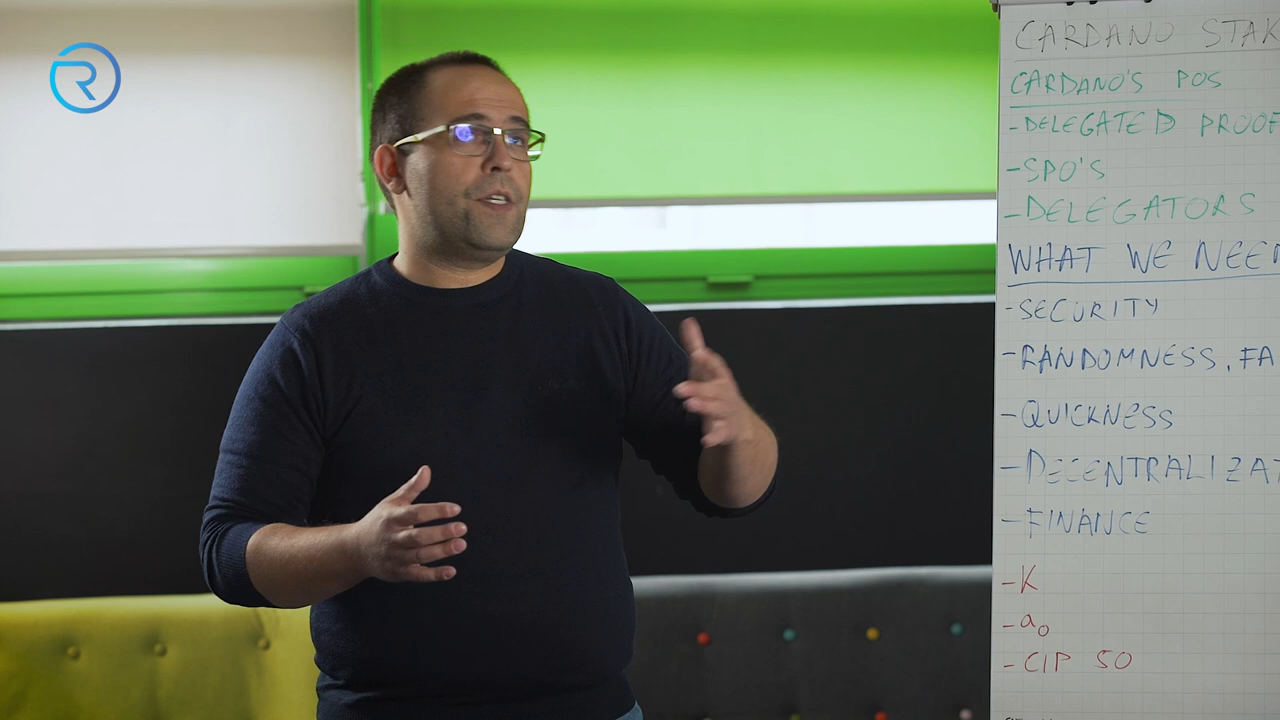 R
CARDANO STAK
CARDANO'S POS
-DELEGATED PROOF
-SPO'S
-DELEGATORS
WHAT WE NEE
-SECURITY
-RANDOMNESS, FA
-QUICKNESS
-DECENTRALIZAT
-FINANCE
-K
-a0
-CIP 50